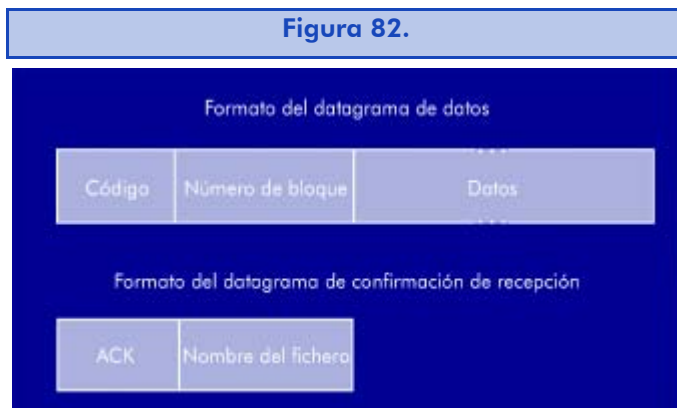 Figura 82.
Formato del datagrama de datos
Código Número de bloque Datos
Formato del datagrama de confirmación de recepción
ACK Nombre del fichero